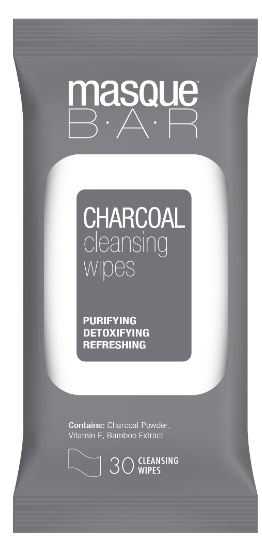 masque
B·A·R
CHARCOAL
cleansing
wipes
PURIFYING
DETOXIFYING
REFRESHING
Contains: Charcoal Powder,
Vitamin E, Bamboo Extract
30 CLEANSING
WIPES